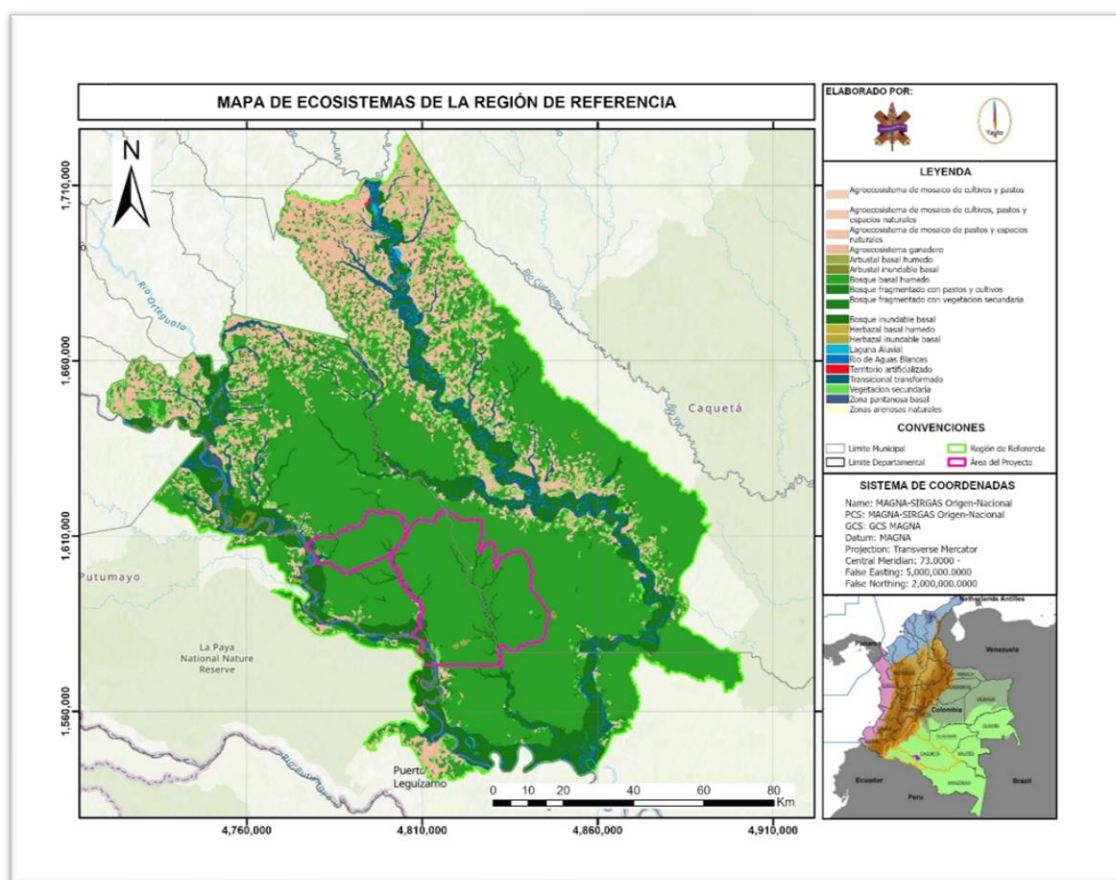 MAPA DE ECOSISTEMAS DE LA REGIÓN DE REFERENCIA
N
1,710,000
1,660,000
1,610,000
1,560,000
Río Orteguaza
Río Yarí
Caquetá
Putumayo
La Paya
National Nature
Reserve
Puerto
Leguízamo
0 10 20 40 60 80
Km
4,760,000 4,810,000 4,860,000 4,910,000
ELABORADO POR:
Yauto
LEYENDA
Agroecosistema de mosaico de cultivos y pastos
Agroecosistema de mosaico de cultivos, pastos y
espacios naturales
Agroecosistema de mosaico de pastos y espacios
naturales
Agroecosistema ganadero
Arbustal basal humedo
Arbustal inundable basal
Bosque basal humedo
Bosque fragmentado con pastos y cultivos
Bosque fragmentado con vegetacion secundaria
Bosque inundable basal
Herbazal basal humedo
Herbazal inundable basal
Laguna Aluvial
Rio de Aguas Blancas
Territorio artificializado
Transicional transformado
Vegetacion secundaria
Zona pantanosa basal
Zonas arenosas naturales
CONVENCIONES
Limite Municipal
Región de Referencia
Limite Departamental
Área del Proyecto
SISTEMA DE COORDENADAS
Name: MAGNA-SIRGAS Origen-Nacional
PCS: MAGNA-SIRGAS Origen-Nacional
GCS: GCS MAGNA
Datum: MAGNA
Projection: Transverse Mercator
Central Meridian: 73.0000 -
False Easting: 5,000,000.0000
False Northing: 2,000,000.0000
Netherland Antilles
Panama
Venezuela
Colombia
CAQUETÁ
Ecuador
Peru
Brazil